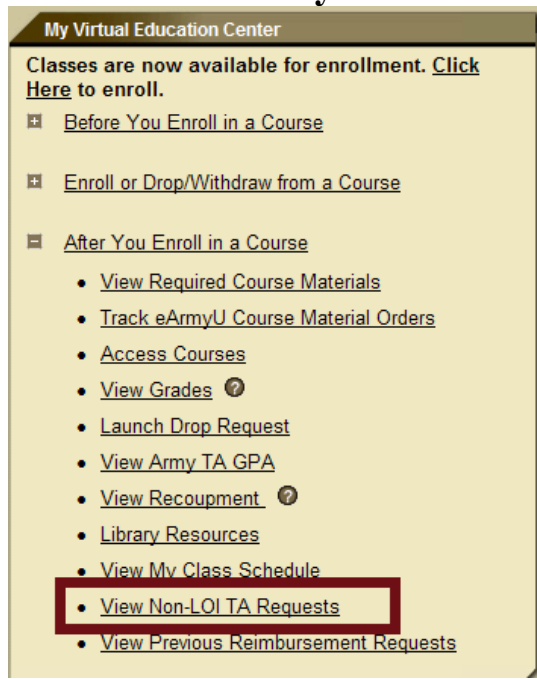 My Virtual Education Center
Classes are now available for enrollment. Click
Here to enroll.
Before You Enroll in a Course
Enroll or Drop/Withdraw from a Course
After You Enroll in a Course
View Required Course Materials
Track eArmyU Course Material Orders
Access Courses
View Grades
Launch Drop Request
View Army TA GPA
View Recoupment
Library Resources
View My Class Schedule
View Non-LOI TA Requests
View Previous Reimbursement Requests